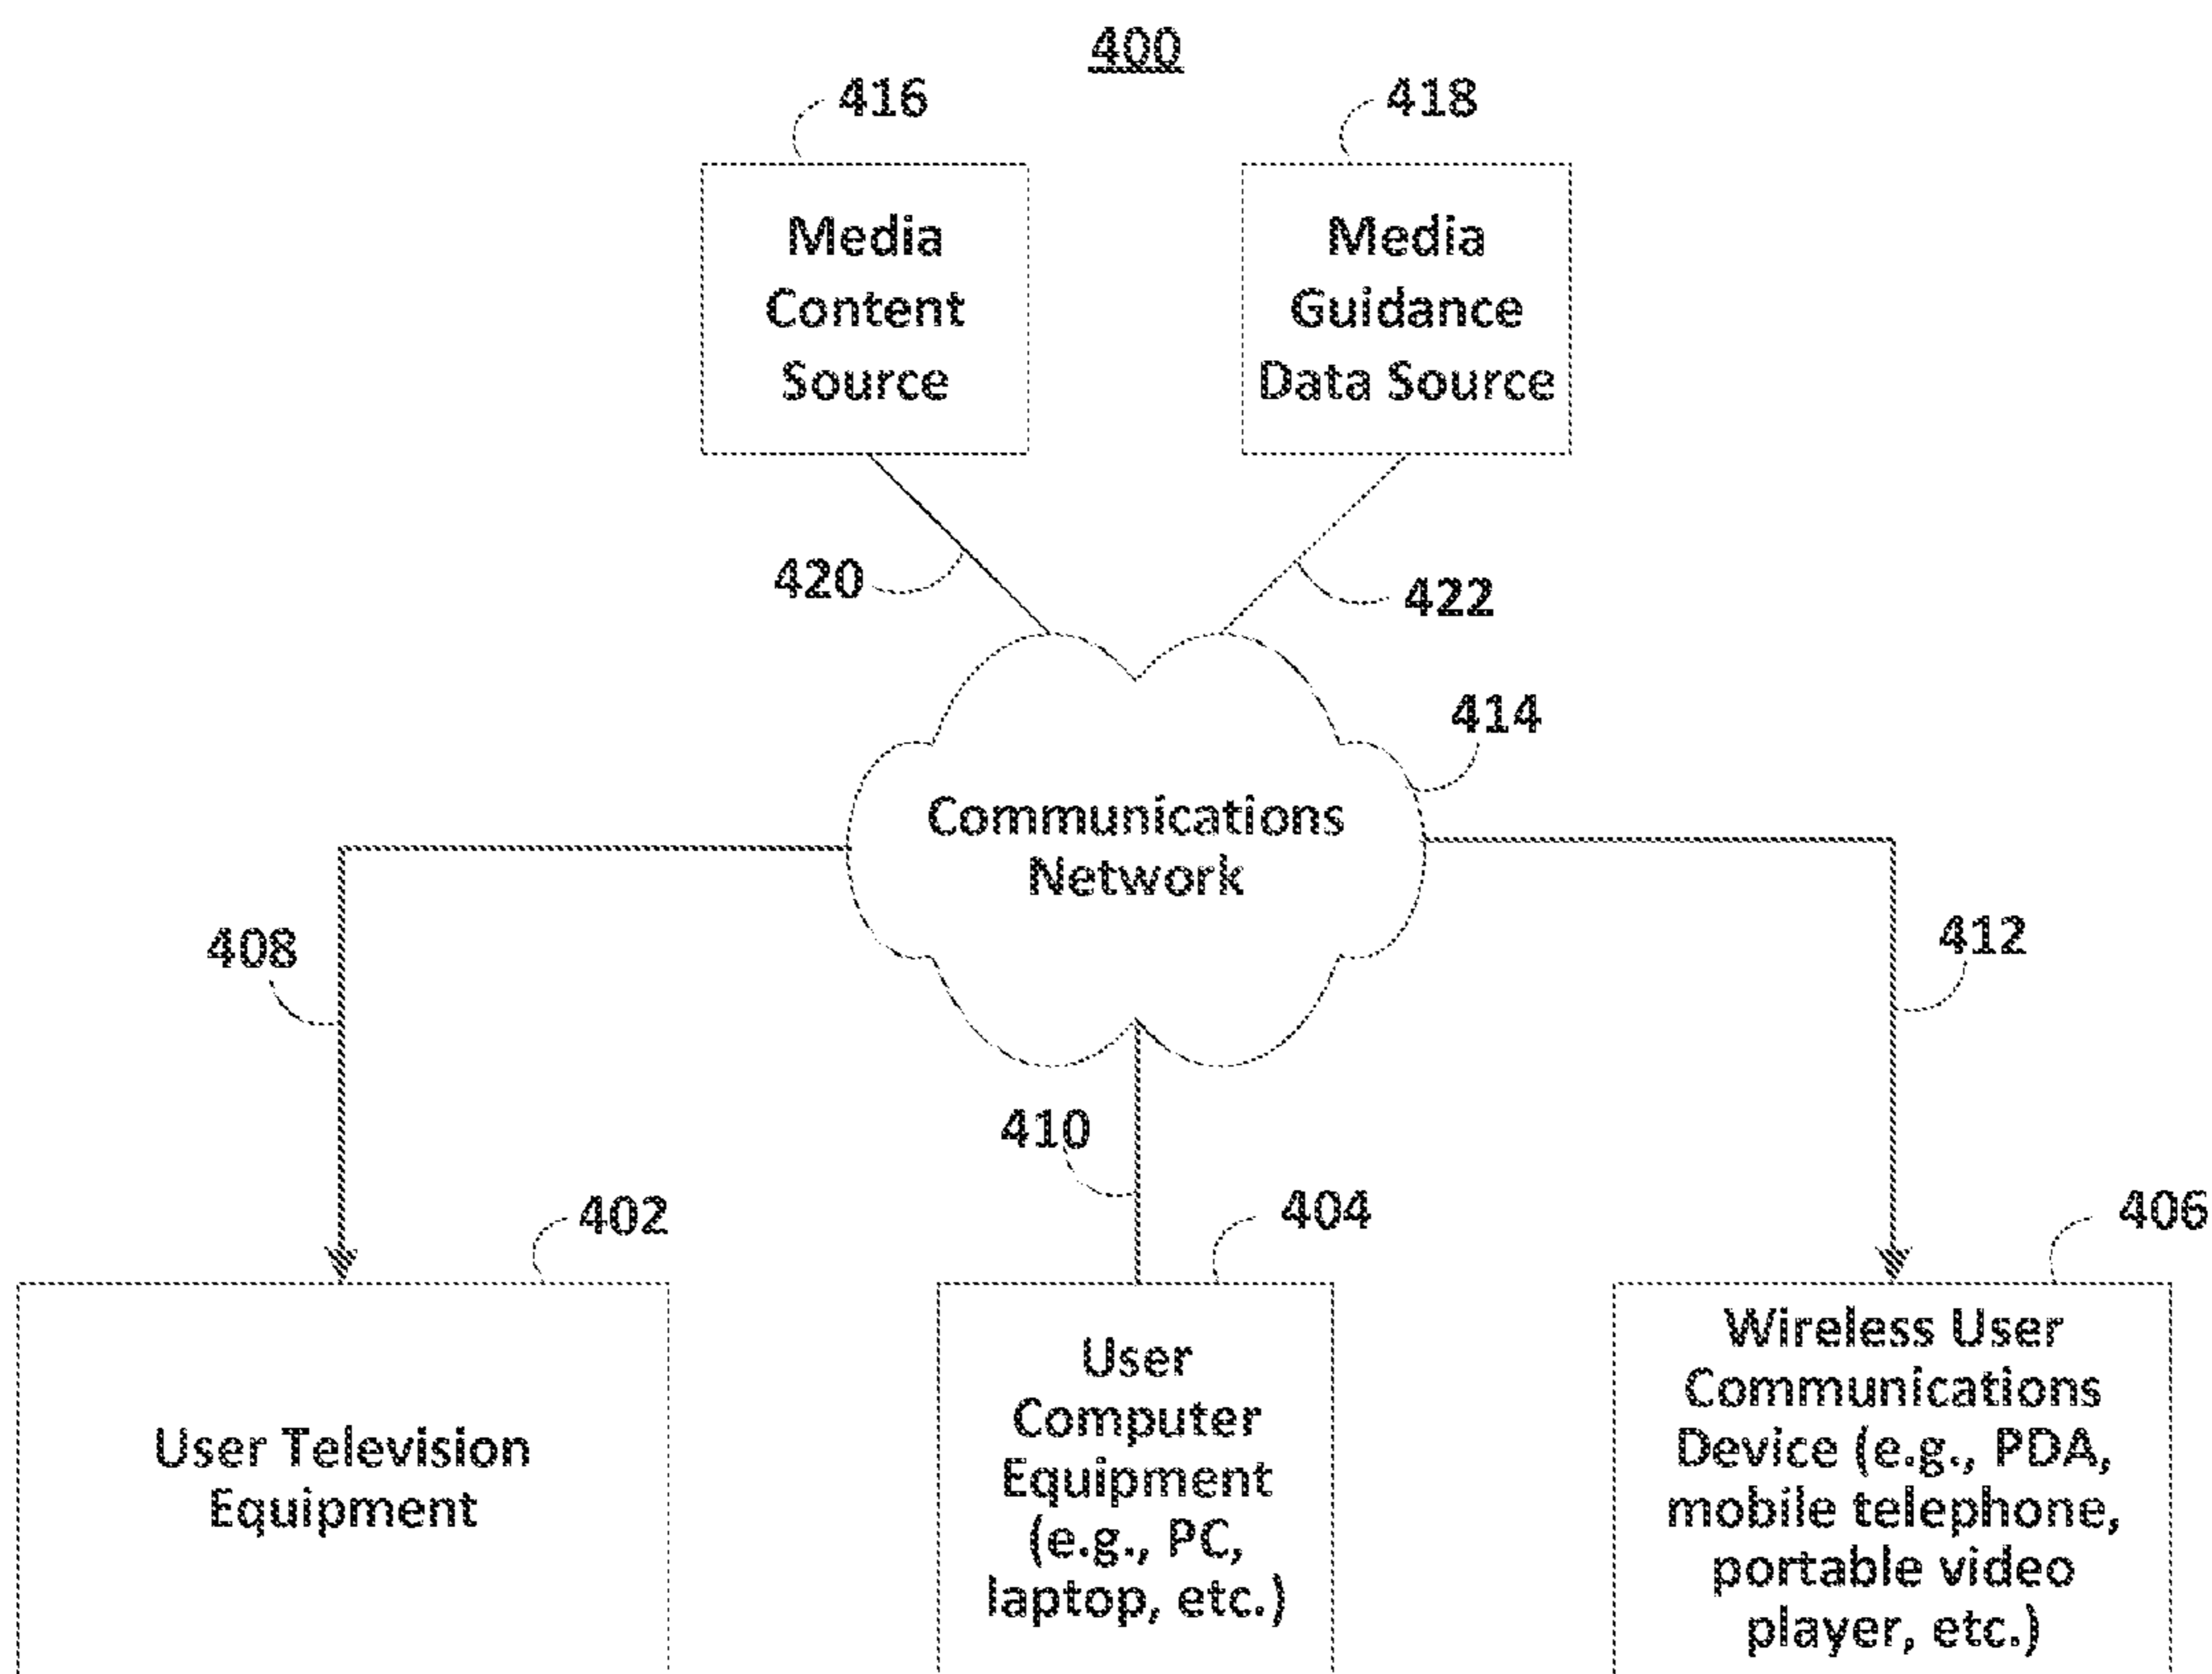 400
416
418
Media
Content
Source
Media
Guidance
Data Source
420
422
414
Communications
Network
408
412
410
402
404
406
User Television
Equipment
User
Computer
Equipment
(e.g., PC,
laptop, etc.)
Wireless User
Communications
Device (e.g., PDA,
mobile telephone,
portable video
player, etc.)